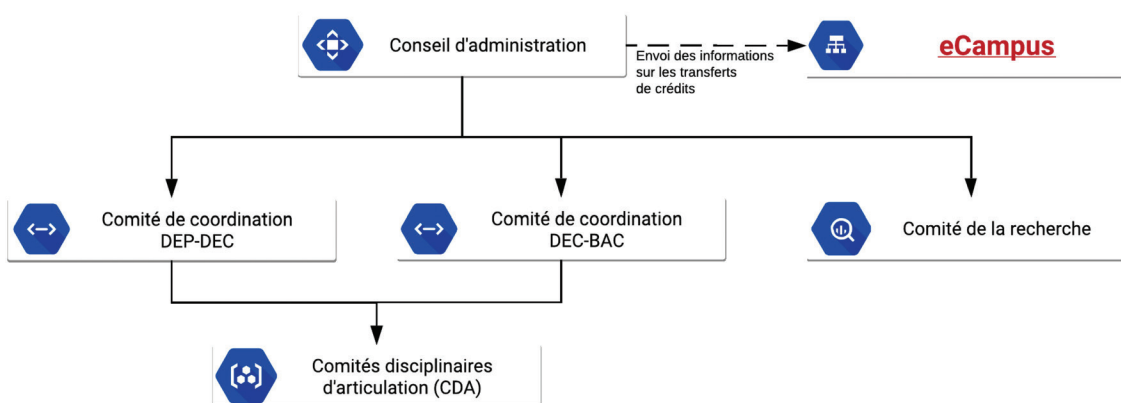 Conseil d'administration
Envoi des informations
sur les transferts
de crédits
eCampus
Comité de coordination
DEP-DEC
Comité de coordination
DEC-BAC
Comité de la recherche
Comités disciplinaires
d'articulation (CDA)